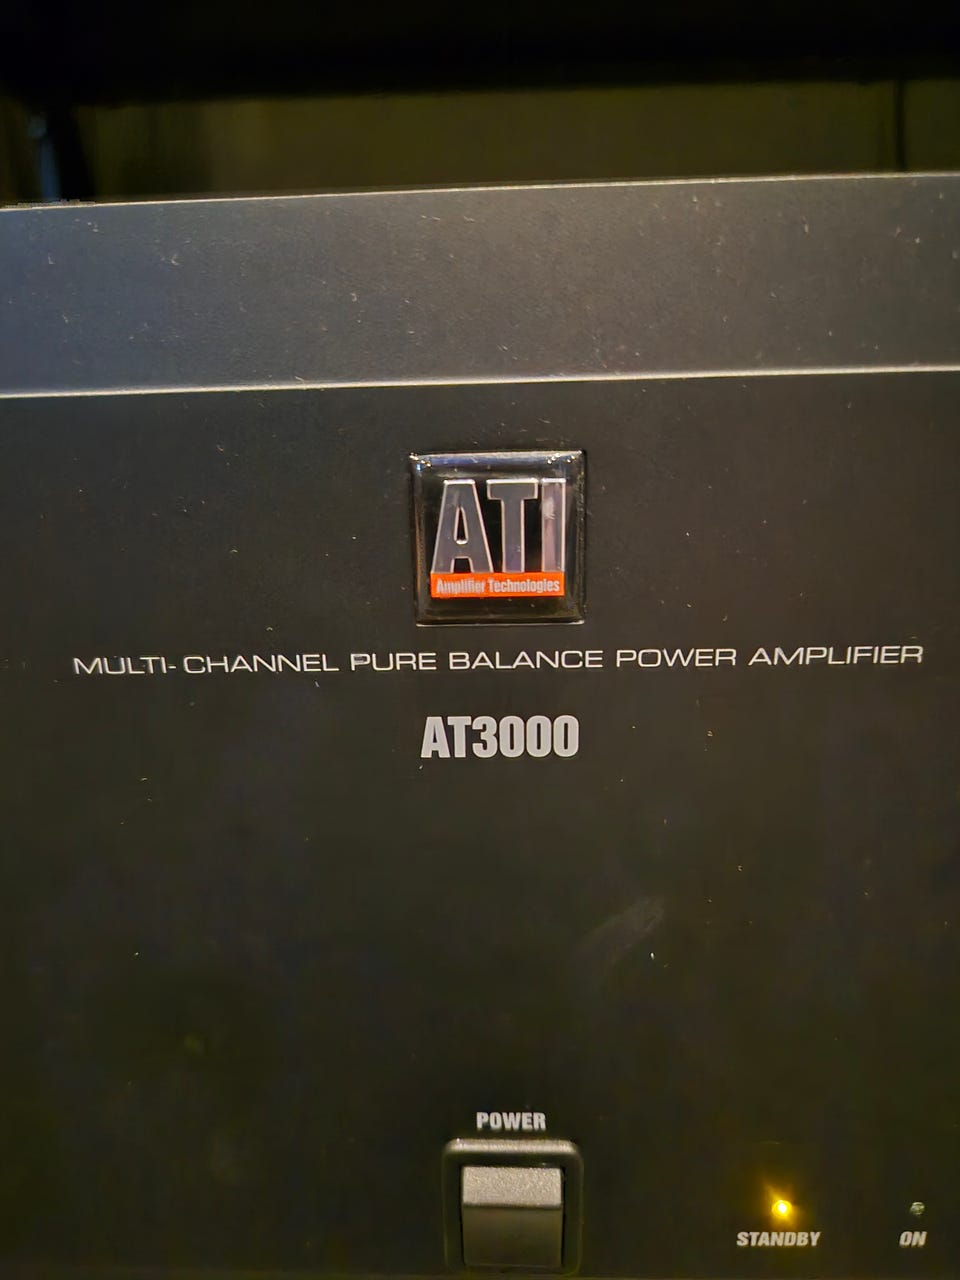 ATI
Amplifier Technologies
MULTI-CHANNEL PURE BALANCE POWER AMPLIFIER
AT3000
POWER
STANDBY ON